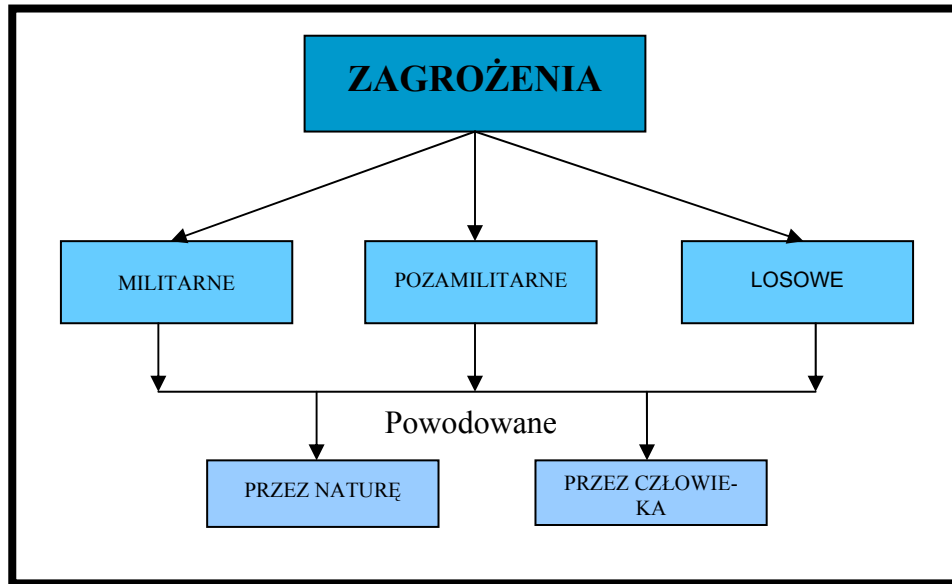 ZAGROŻENIA
MILITARNE
POZAMILITARNE
LOSOWE
Powodowane
PRZEZ NATURĘ
PRZEZ CZŁOWIE-
KA